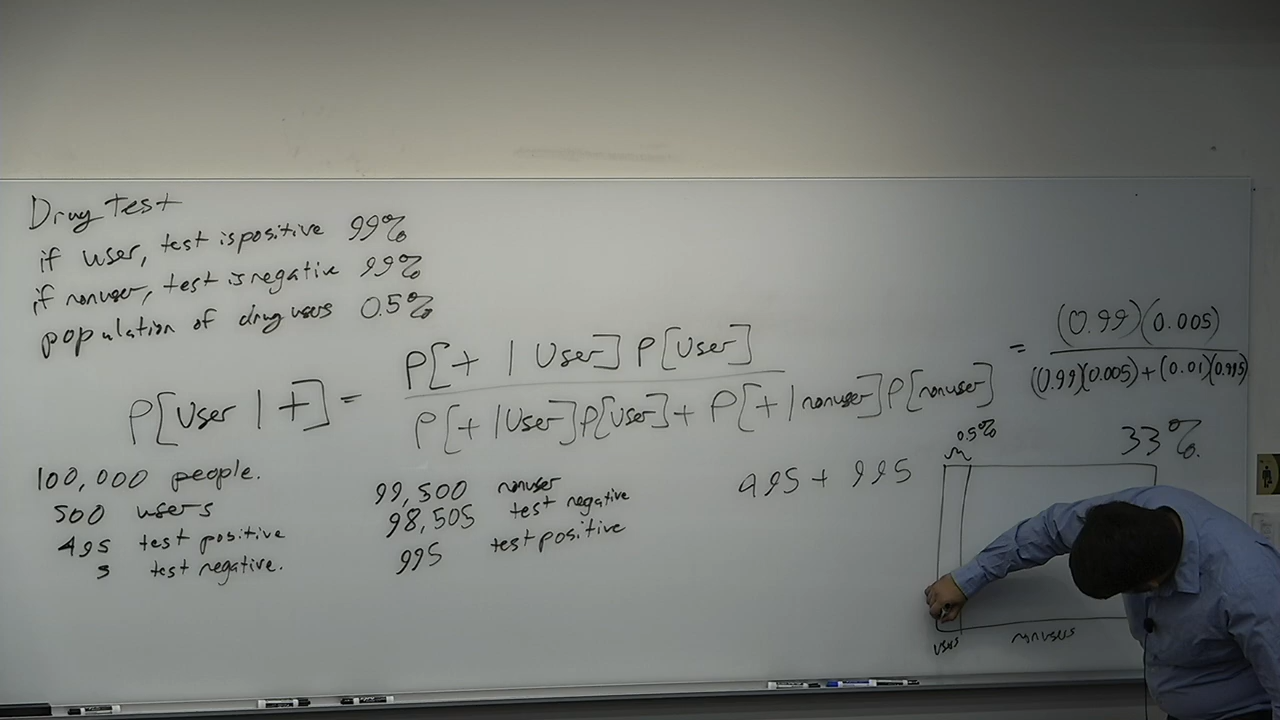 Drug Test
if user, test is positive 99%
if nonuser, test is negative 99%
population of drug users 0.5%
P[User | +] = P[+ | User] P[User] / P[+ | User] P[User] + P[+ | nonuser] P[nonuser] = (0.99)(0.005) / (0.99)(0.005) + (0.01)(0.995)
33%
0.5%
100,000 people.
500 users
495 test positive
5 test negative.
99,500 nonuser
98,505 test negative
995 test positive
495 + 995
users
nonusers